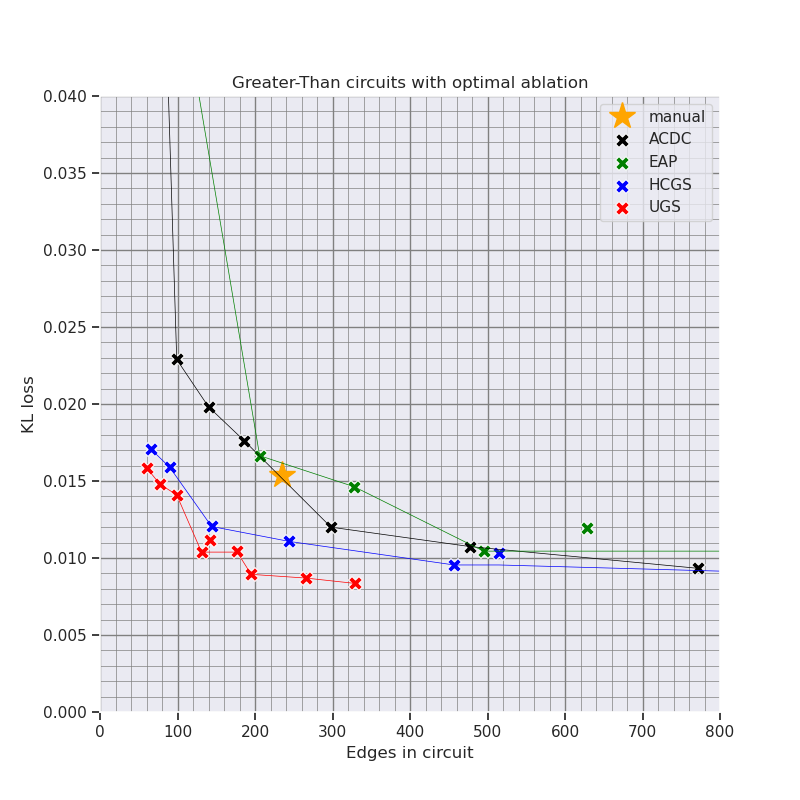 Greater-Than circuits with optimal ablation
manual
ACDC
EAP
HCGS
UGS
KL loss
0.040
0.035
0.030
0.025
0.020
0.015
0.010
0.005
0.000
0 100 200 300 400 500 600 700 800
Edges in circuit